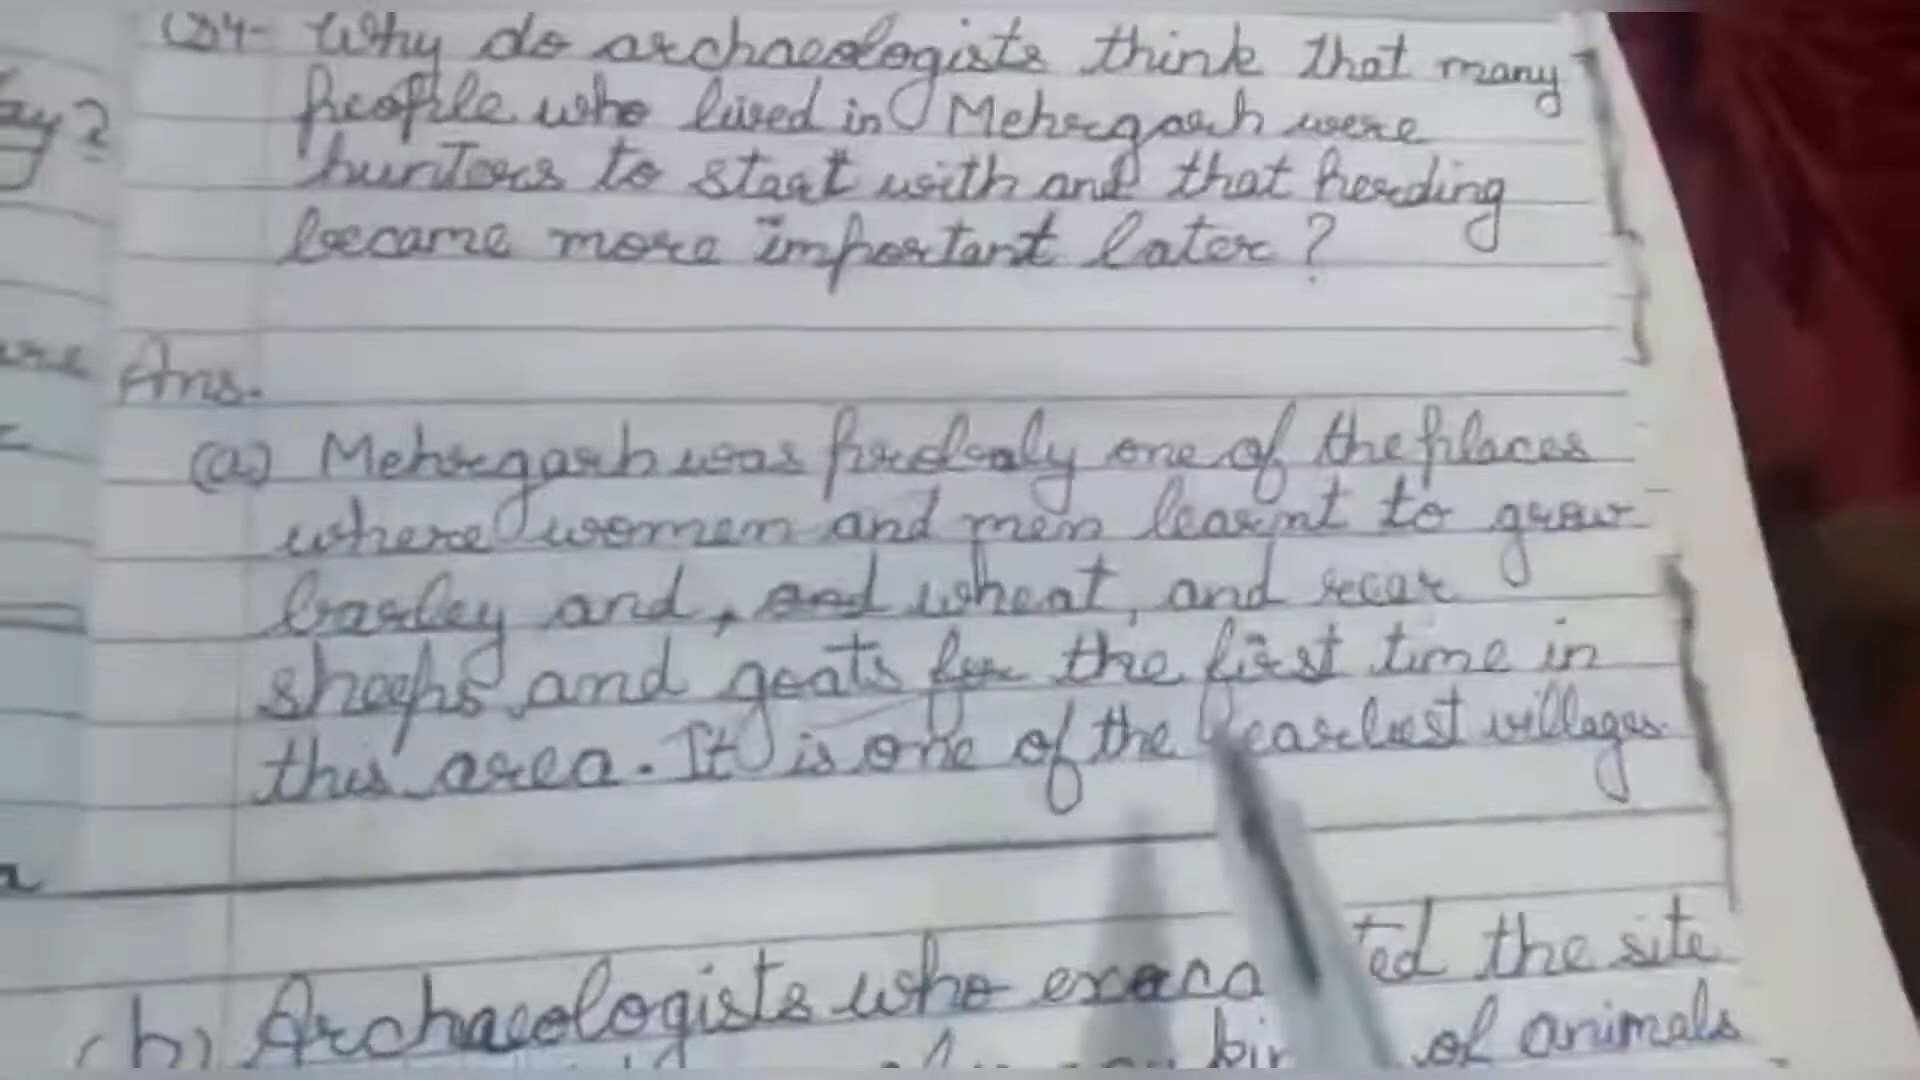 Q4- Why do archaeologists think that many
people who lived in Mehrgarh were
hunters to start with and that herding
became more important later?
Ans.
(a) Mehrgarh was one of the places
where women and men learnt to grow
barley and, and wheat, and rear
sheeps and goats for the first time in
this area. It is one of the earliest villages
(b) Archaeologists who ted the site
of animals